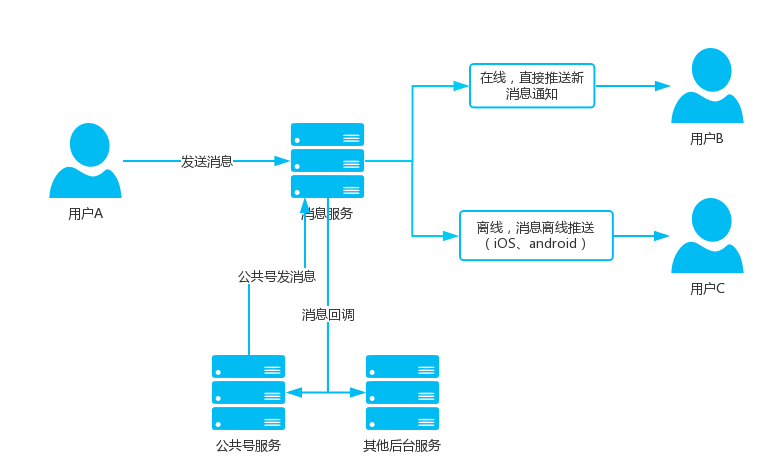 在线，直接推送新
消息通知
用户B
发送消息
用户A
消息服务
离线，消息离线推送
（iOS、android）
公共号发消息
用户C
消息回调
公共号服务
其他后台服务